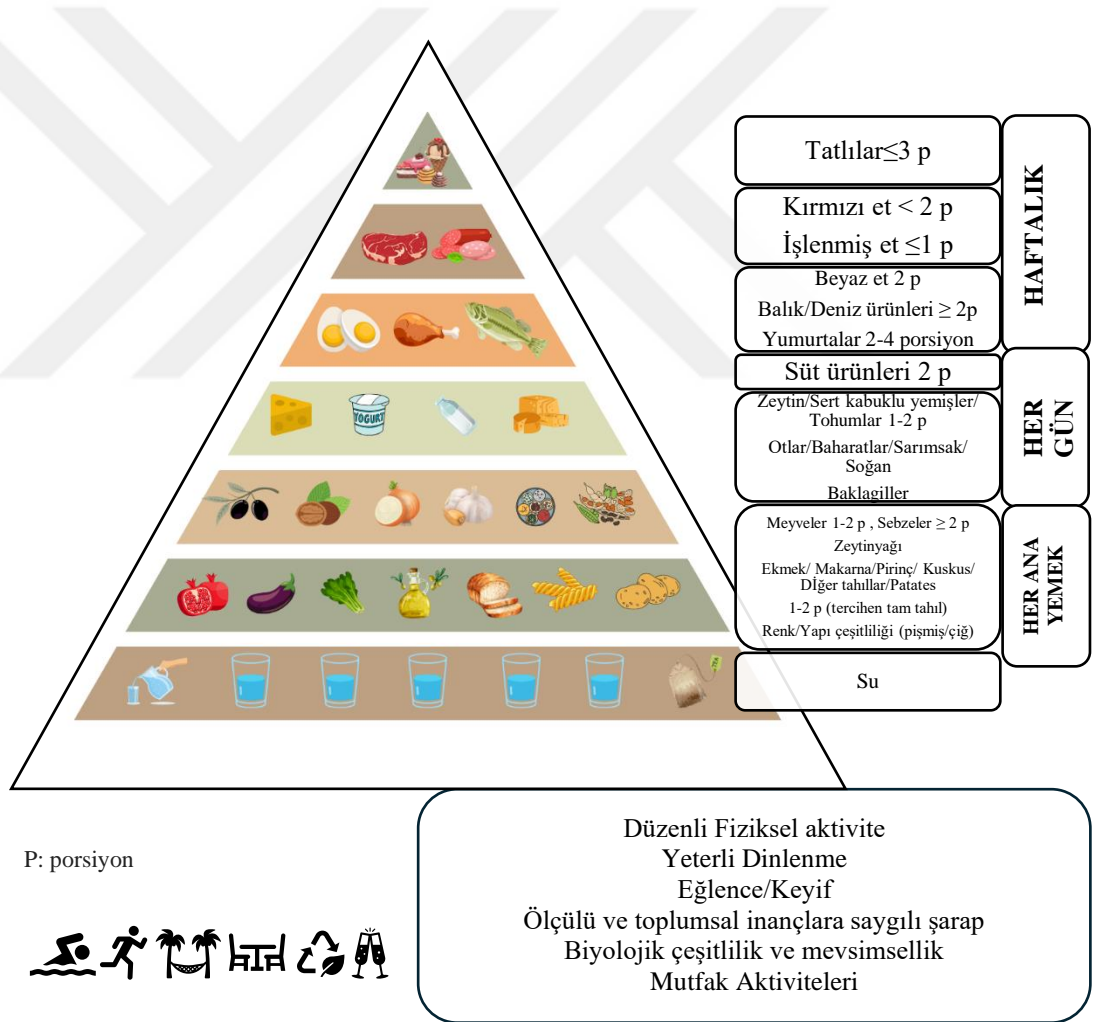 Tatlılar≤3 p
Kırmızı et < 2 p
İşlenmiş et ≤1 p
Beyaz et 2 p
Balık/Deniz ürünleri ≥ 2p
Yumurtalar 2-4 porsiyon
HAFTALIK
Süt ürünleri 2 p
Zeytin/Sert kabuklu yemişler/
Tohumlar 1-2 p
Otlar/Baharatlar/Sarımsak/
Soğan
Baklagiller
HER
GÜN
Meyveler 1-2 p , Sebzeler ≥ 2 p
Zeytinyağı
Ekmek/ Makarna/Pirinç/ Kuskus/
Dİğer tahıllar/Patates
1-2 p (tercihen tam tahıl)
Renk/Yapı çeşitliliği (pişmiş/çiğ)
HER ANA
YEMEK
Su
YOGURT
TEA
P: porsiyon
Düzenli Fiziksel aktivite
Yeterli Dinlenme
Eğlence/Keyif
Ölçülü ve toplumsal inançlara saygılı şarap
Biyolojik çeşitlilik ve mevsimsellik
Mutfak Aktiviteleri